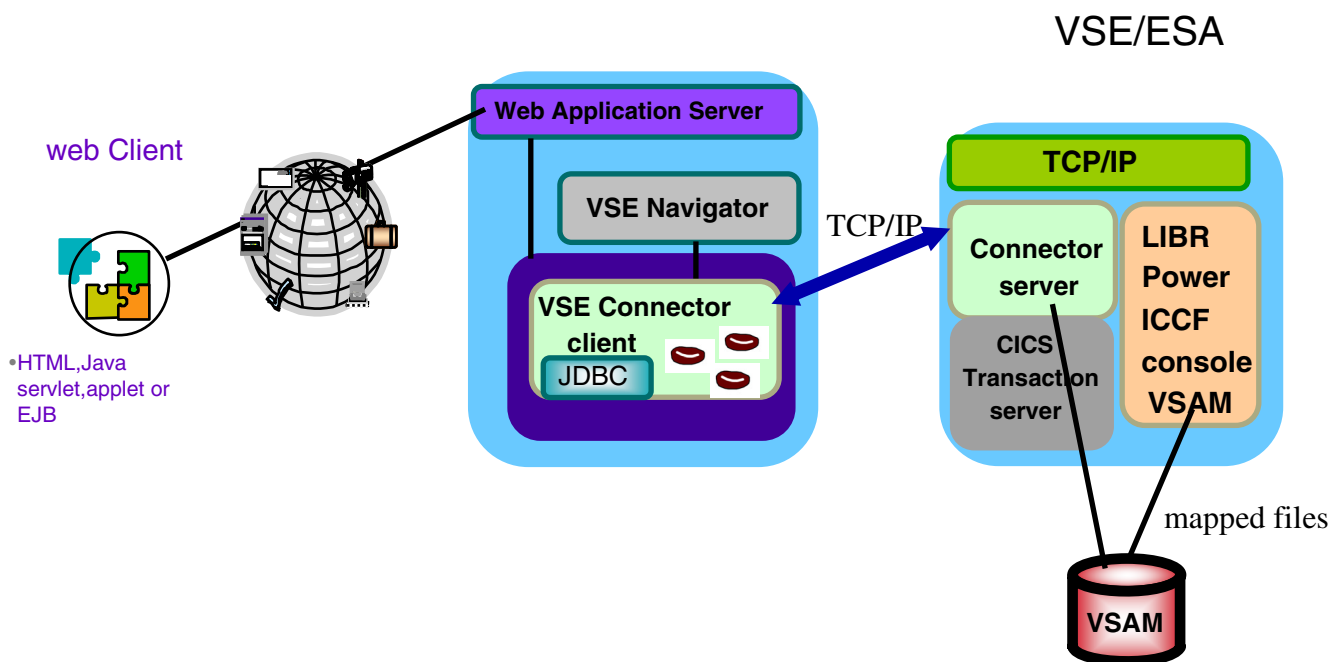 VSE/ESA
web Client
•HTML,Java
servlet,applet or
EJB
Web Application Server
VSE Navigator
VSE Connector
client
JDBC
TCP/IP
TCP/IP
Connector
server
CICS
Transaction
server
LIBR
Power
ICCF
console
VSAM
mapped files
VSAM